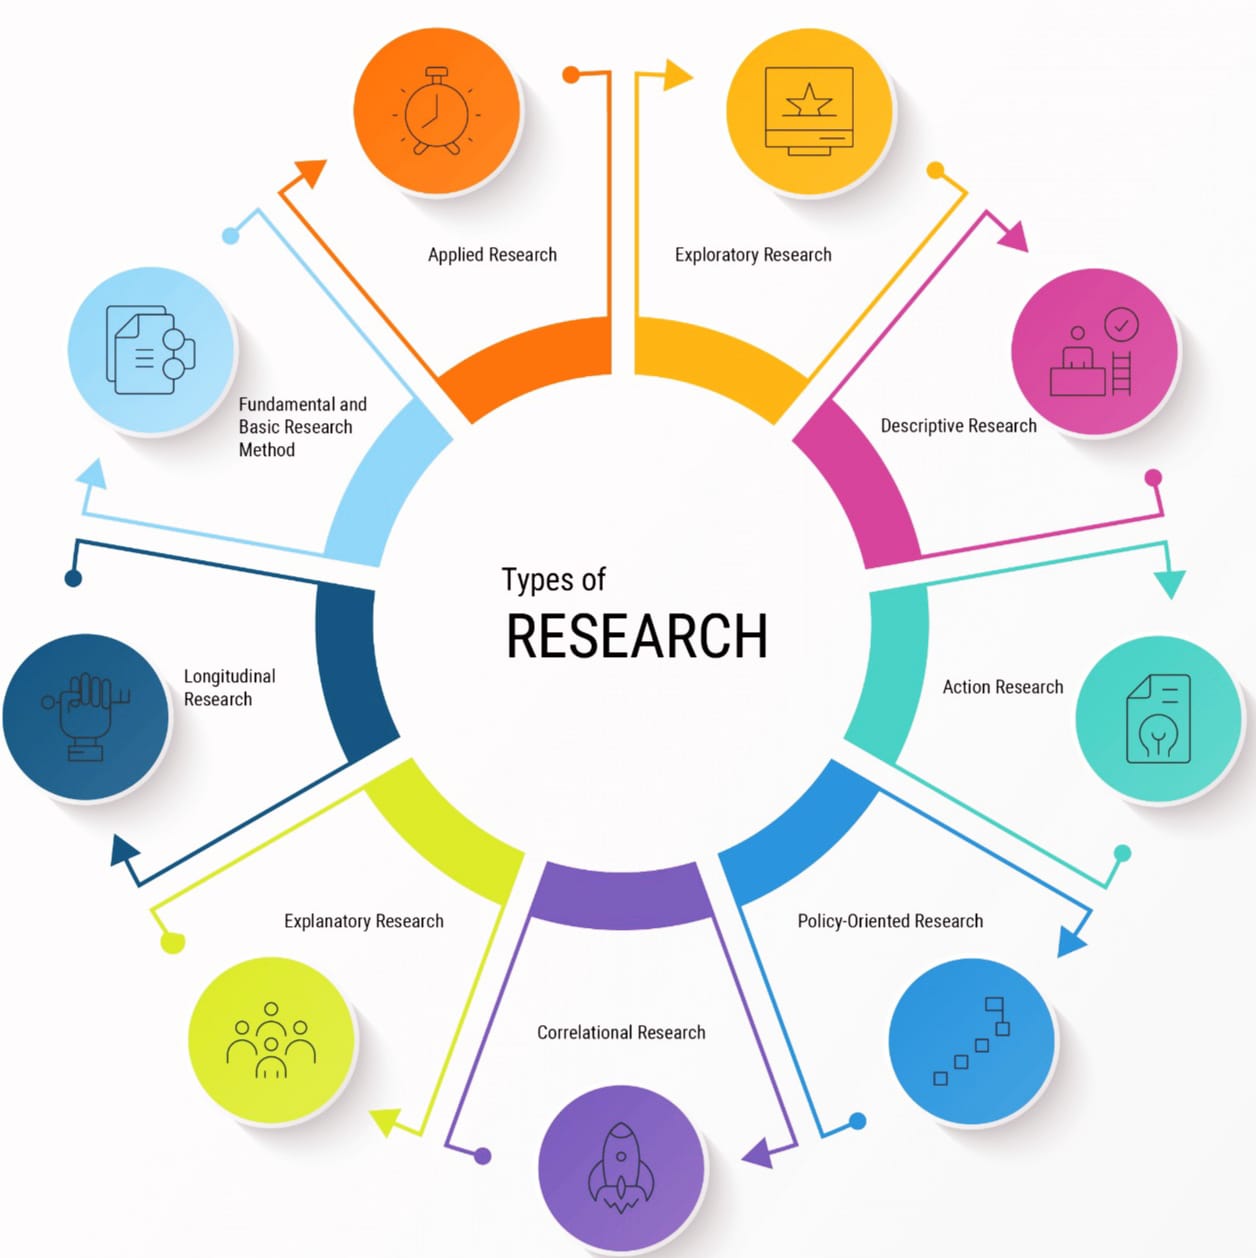 Types of
RESEARCH
Applied Research
Exploratory Research
Descriptive Research
Action Research
Policy-Oriented Research
Correlational Research
Explanatory Research
Longitudinal
Research
Fundamental and
Basic Research
Method